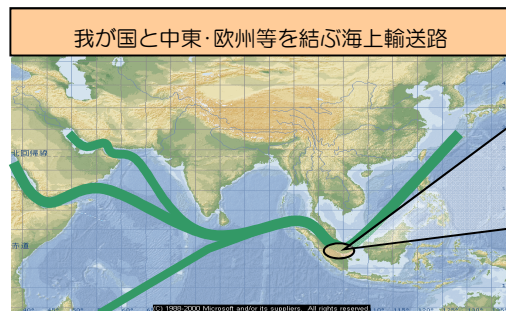 我が国と中東･欧州等を結ぶ海上輸送路
北回帰線
赤道
(C) 1988-2000 Microsoft and/or its suppliers. All rights reserved.